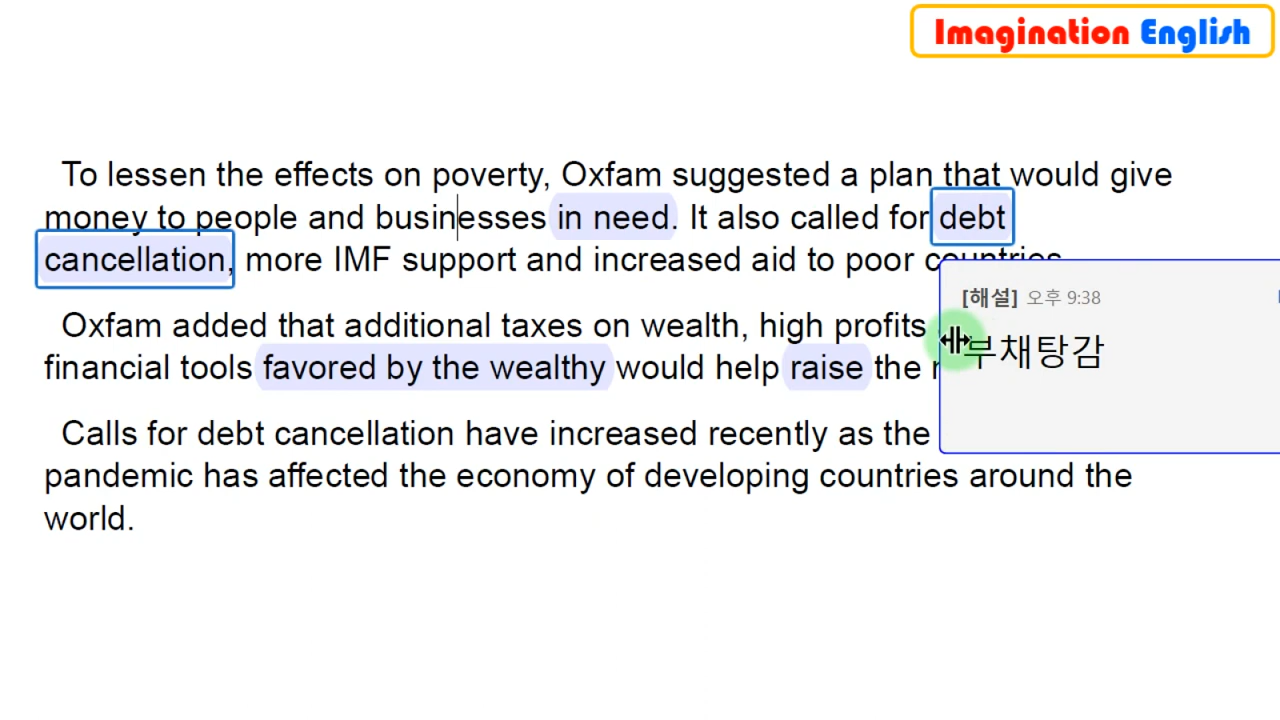 Imagination English
To lessen the effects on poverty, Oxfam suggested a plan that would give
money to people and businesses in need. It also called for debt
cancellation, more IMF support and increased aid to poor countries.
[해설] 오후 9:38
부채탕감
Oxfam added that additional taxes on wealth, high profits
financial tools favored by the wealthy would help raise the
Calls for debt cancellation have increased recently as the
pandemic has affected the economy of developing countries around the
world.